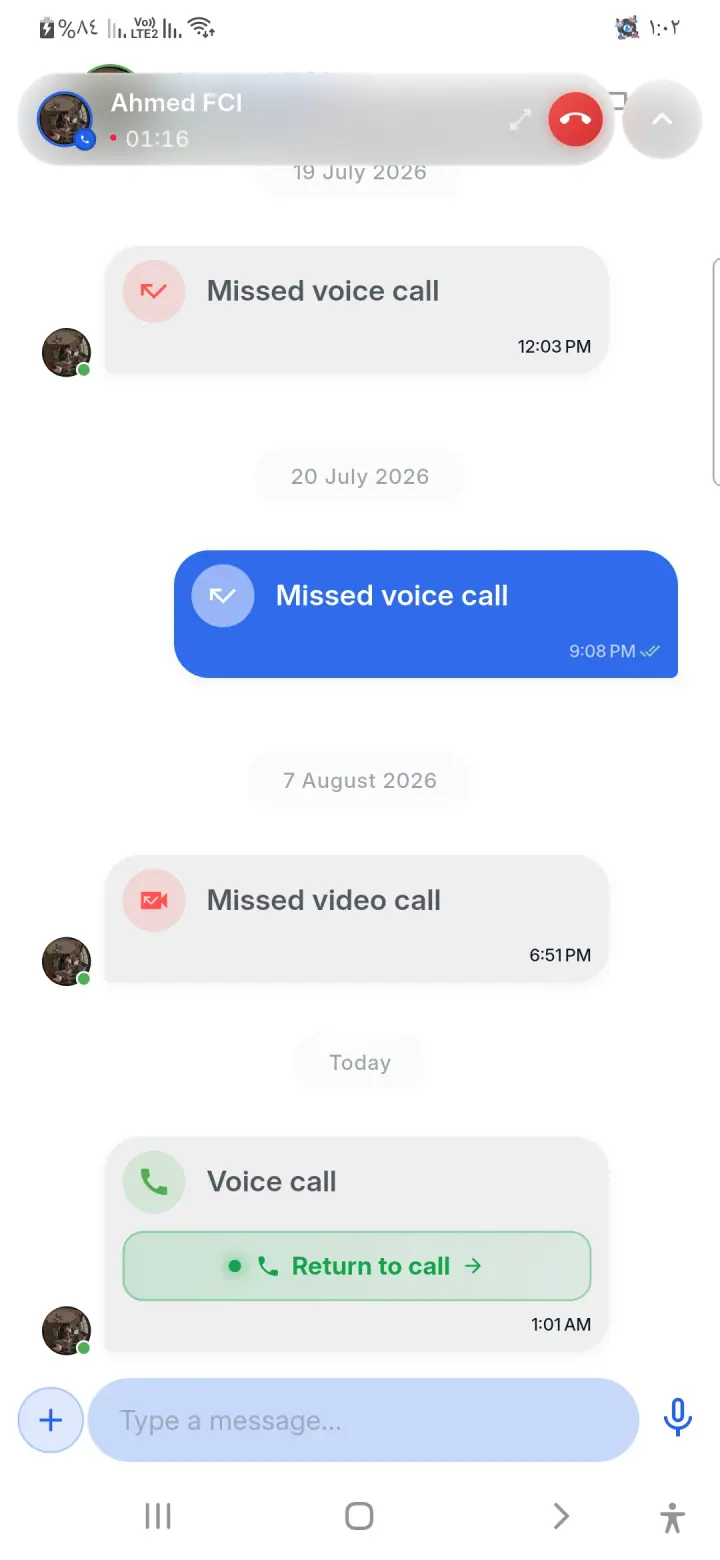 %٨٤
Vo))
LTE2
١:٠٢
Ahmed FCI
01:16
19 July 2026
Missed voice call
12:03 PM
20 July 2026
Missed voice call
9:08 PM
7 August 2026
Missed video call
6:51 PM
Today
Voice call
Return to call
1:01 AM
Type a message...